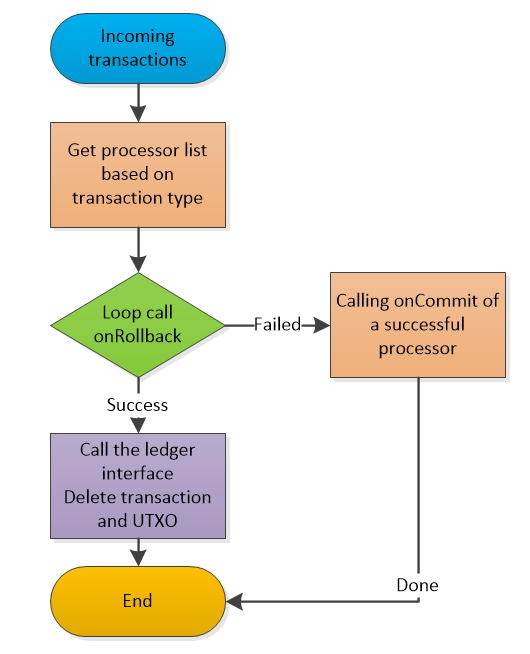 Incoming
transactions
Get processor list
based on
transaction type
Loop call
onRollback
Failed
Calling onCommit of
a successful
processor
Success
Call the ledger
interface
Delete transaction
and UTXO
Done
End